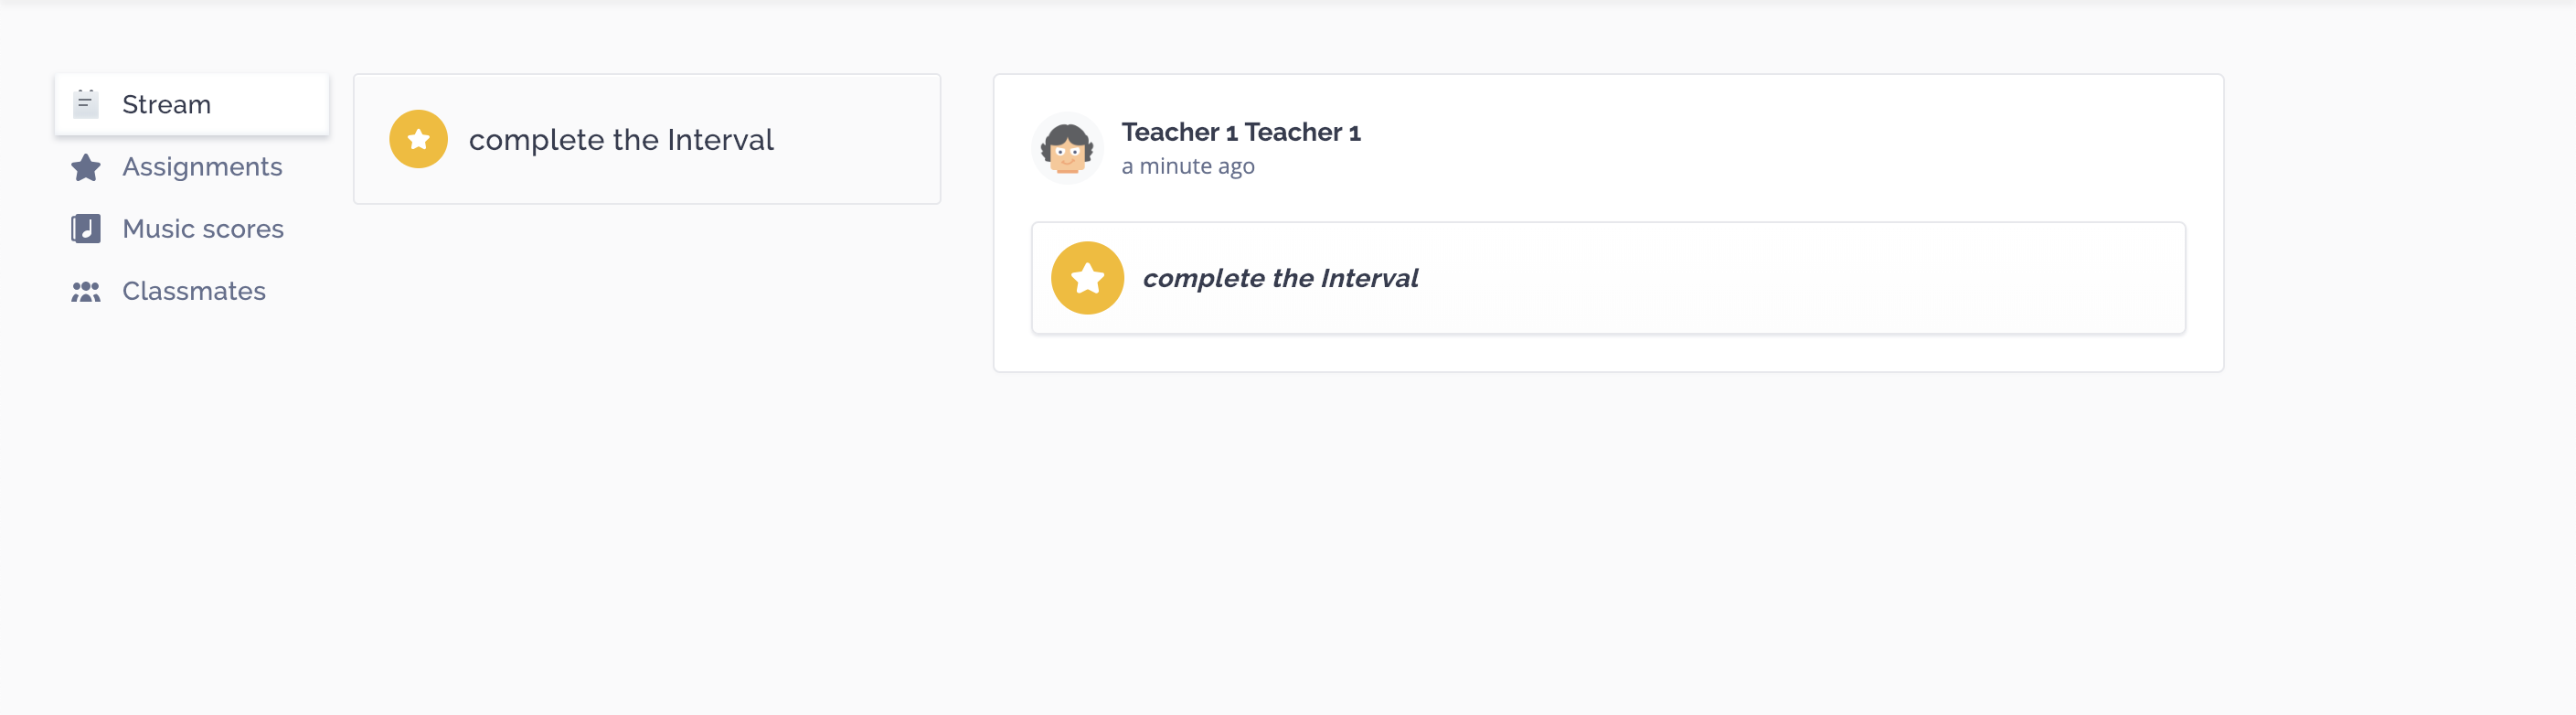 Stream
Assignments
Music scores
Classmates
complete the Interval
Teacher 1 Teacher 1
a minute ago
complete the Interval